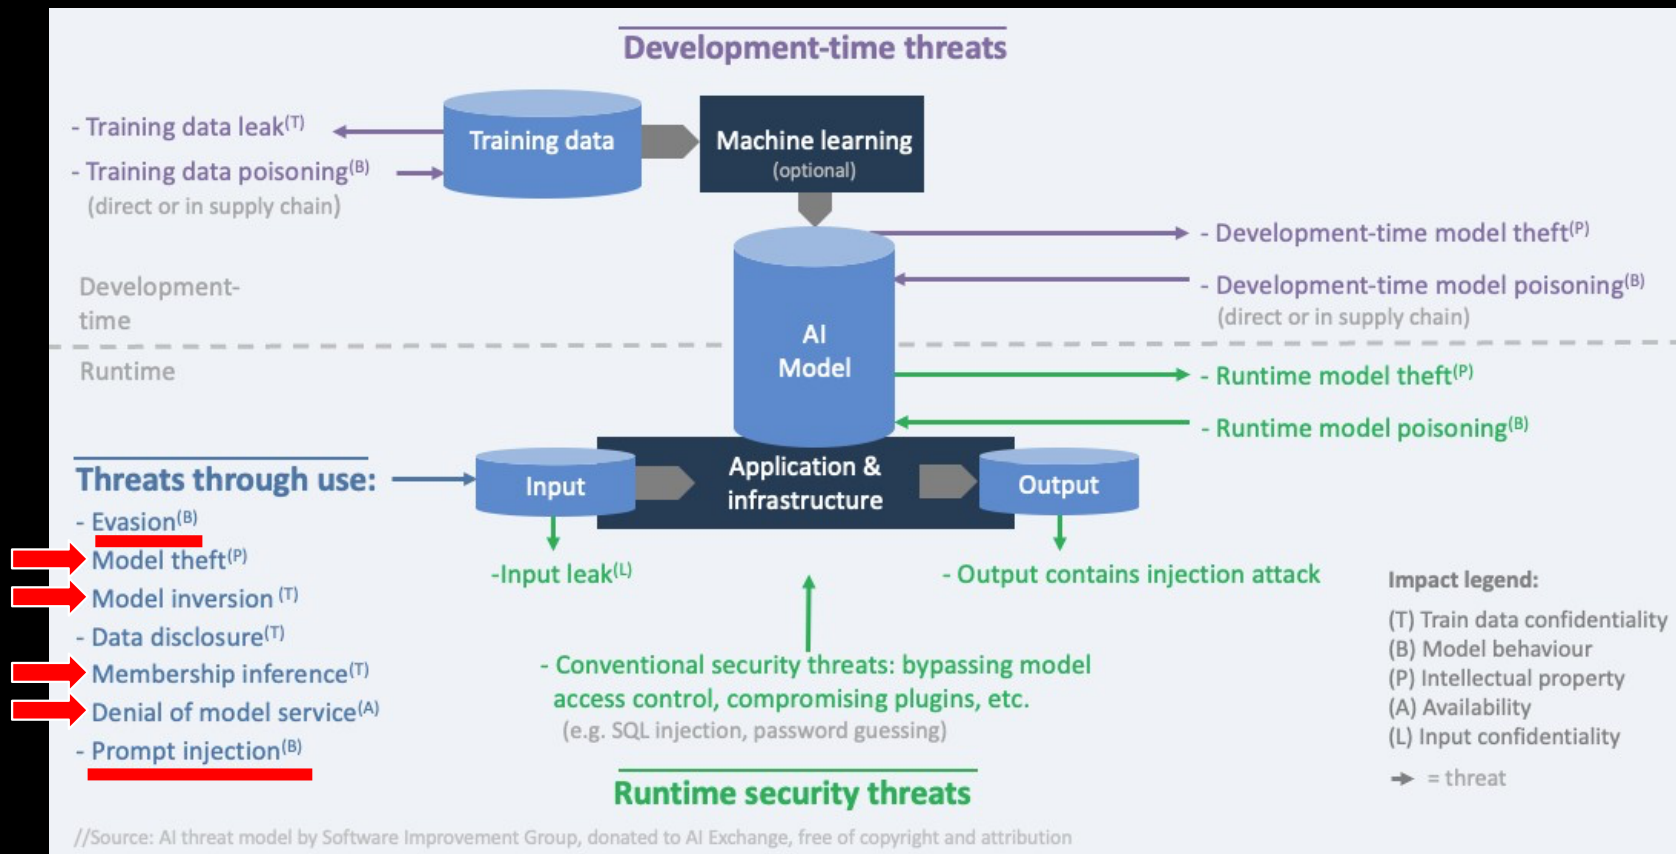 Development-time threats
- Training data leak(T)
- Training data poisoning(B)
(direct or in supply chain)
Training data
Machine learning
(optional)
- Development-time model theft(P)
- Development-time model poisoning(B)
(direct or in supply chain)
Development-
time
AI
Model
Runtime
- Runtime model theft(P)
- Runtime model poisoning(B)
Threats through use:
- Evasion(B)
Model theft(P)
Model inversion (T)
- Data disclosure(T)
Membership inference(T)
Denial of model service(A)
- Prompt injection(B)
Input
Application &
infrastructure
Output
-Input leak(L)
- Output contains injection attack
- Conventional security threats: bypassing model
access control, compromising plugins, etc.
(e.g. SQL injection, password guessing)
Impact legend:
(T) Train data confidentiality
(B) Model behaviour
(P) Intellectual property
(A) Availability
(L) Input confidentiality
= threat
Runtime security threats
//Source: AI threat model by Software Improvement Group, donated to AI Exchange, free of copyright and attribution